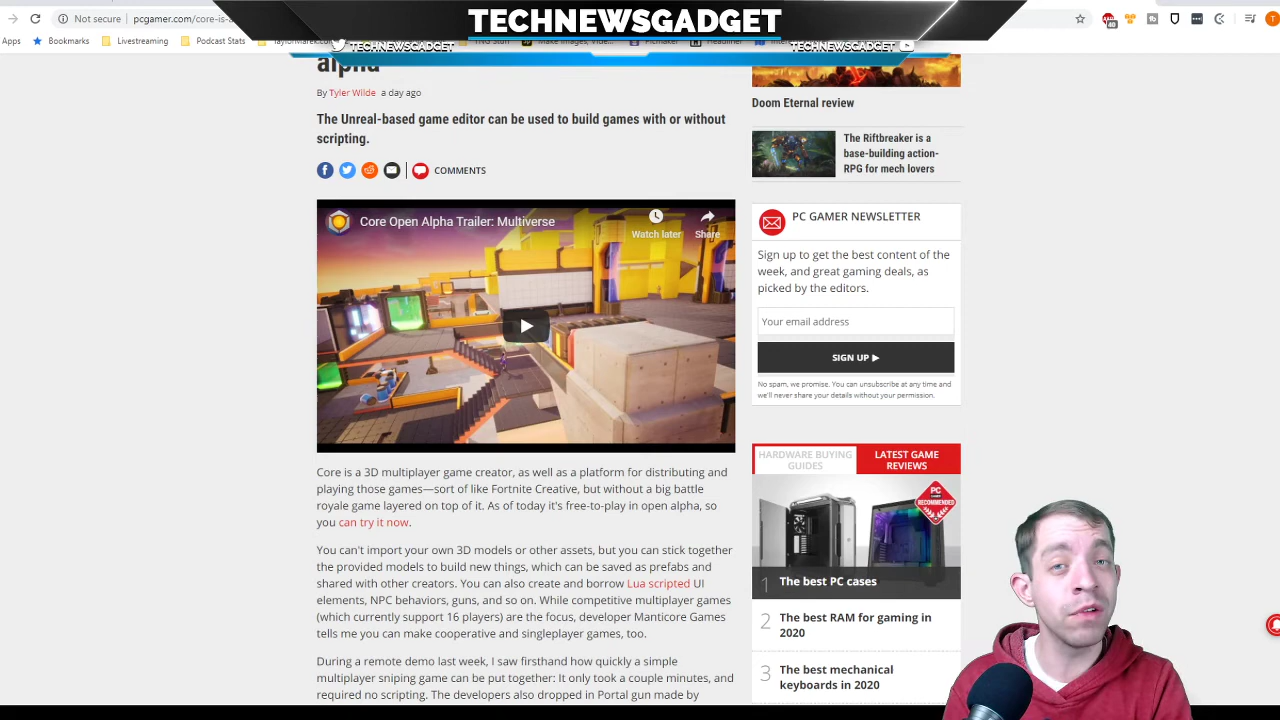 TECHNEWSGADGET
Not secure
pcgamer.com/core-is-a
Apps
Bookmarks
Livestreaming
Podcast Stats
TECHNEWSGADGET
TECHNEWSGADGET
alpha
By Tyler Wilde a day ago
The Unreal-based game editor can be used to build games with or without
scripting.
COMMENTS
Core Open Alpha Trailer: Multiverse
Watch later
Share
Core is a 3D multiplayer game creator, as well as a platform for distributing and
playing those games—sort of like Fortnite Creative, but without a big battle
royale game layered on top of it. As of today it's free-to-play in open alpha, so
you can try it now.
You can't import your own 3D models or other assets, but you can stick together
the provided models to build new things, which can be saved as prefabs and
shared with other creators. You can also create and borrow Lua scripted UI
elements, NPC behaviors, guns, and so on. While competitive multiplayer games
(which currently support 16 players) are the focus, developer Manticore Games
tells me you can make cooperative and singleplayer games, too.
During a remote demo last week, I saw firsthand how quickly a simple
multiplayer sniping game can be put together: It only took a couple minutes, and
required no scripting. The developers also dropped in Portal gun made by
Doom Eternal review
The Riftbreaker is a
base-building action-
RPG for mech lovers
PC GAMER NEWSLETTER
Sign up to get the best content of the
week, and great gaming deals, as
picked by the editors.
Your email address
SIGN UP ▶
No spam, we promise. You can unsubscribe at any time and
we'll never share your details without your permission.
HARDWARE BUYING
GUIDES
LATEST GAME
REVIEWS
PC
GAMER
RECOMMENDED
1 The best PC cases
2 The best RAM for gaming in
2020
3 The best mechanical
keyboards in 2020